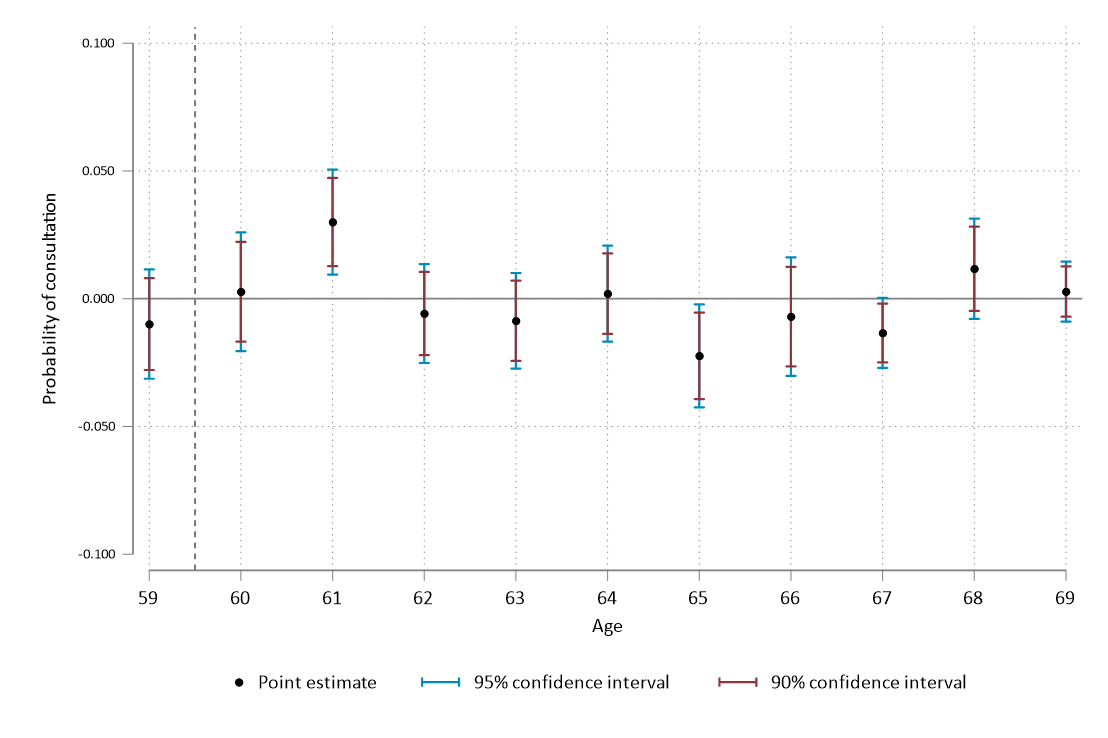 0.100
0.050
0.000
-0.050
-0.100
Probability of consultation
59 60 61 62 63 64 65 66 67 68 69
Age
Point estimate 95% confidence interval 90% confidence interval